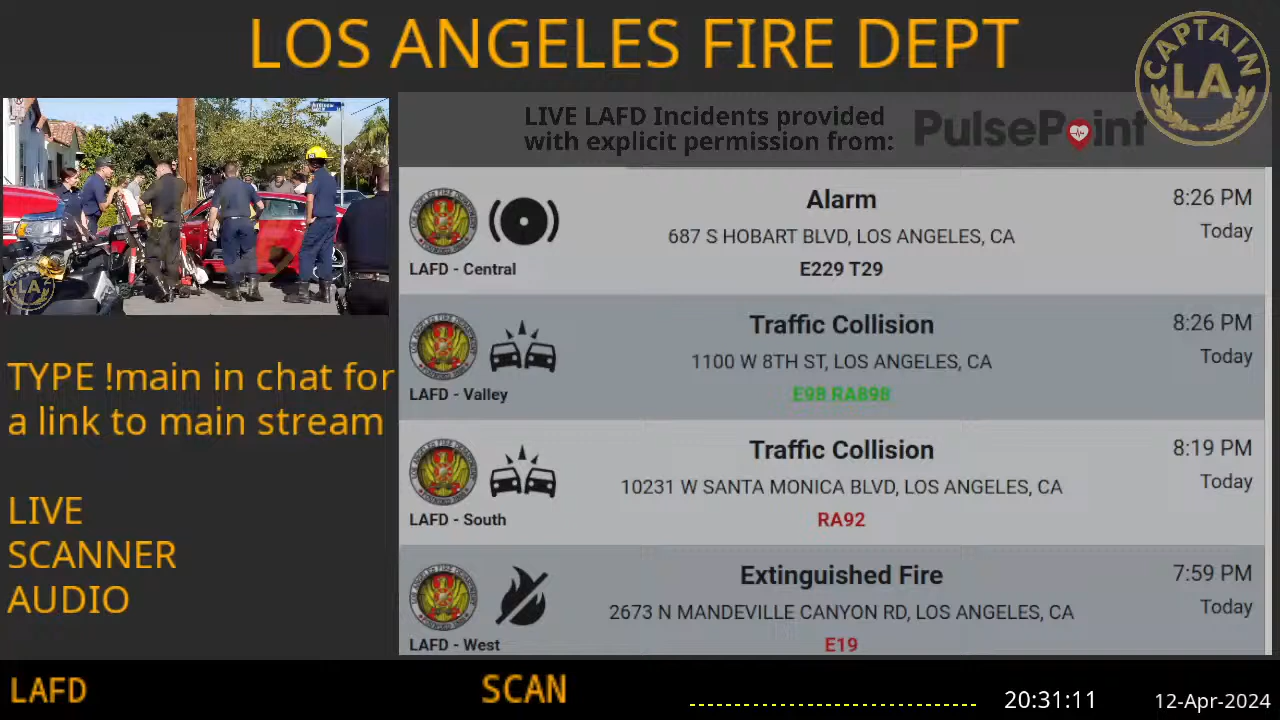 LOS ANGELES FIRE DEPT
CAPTAIN
LA
LIVE LAFD Incidents provided
with explicit permission from:
PulsePoint
Alarm
8:26 PM
687 S HOBART BLVD, LOS ANGELES, CA
Today
LAFD - Central
E229 T29
Traffic Collision
8:26 PM
1100 W 8TH ST, LOS ANGELES, CA
Today
LAFD - Valley
E98 RA898
Traffic Collision
8:19 PM
10231 W SANTA MONICA BLVD, LOS ANGELES, CA
Today
LAFD - South
RA92
Extinguished Fire
7:59 PM
2673 N MANDEVILLE CANYON RD, LOS ANGELES, CA
Today
LAFD - West
E19
LA
TYPE !main in chat for
a link to main stream
LIVE
SCANNER
AUDIO
LAFD
SCAN
20:31:11
12-Apr-2024